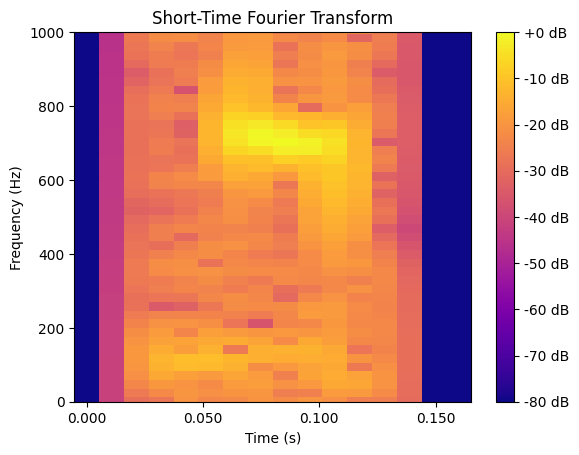 Short-Time Fourier Transform
1000
800
600
400
200
0
Frequency (Hz)
0.000
0.050
0.100
0.150
Time (s)
+0 dB
-10 dB
-20 dB
-30 dB
-40 dB
-50 dB
-60 dB
-70 dB
-80 dB